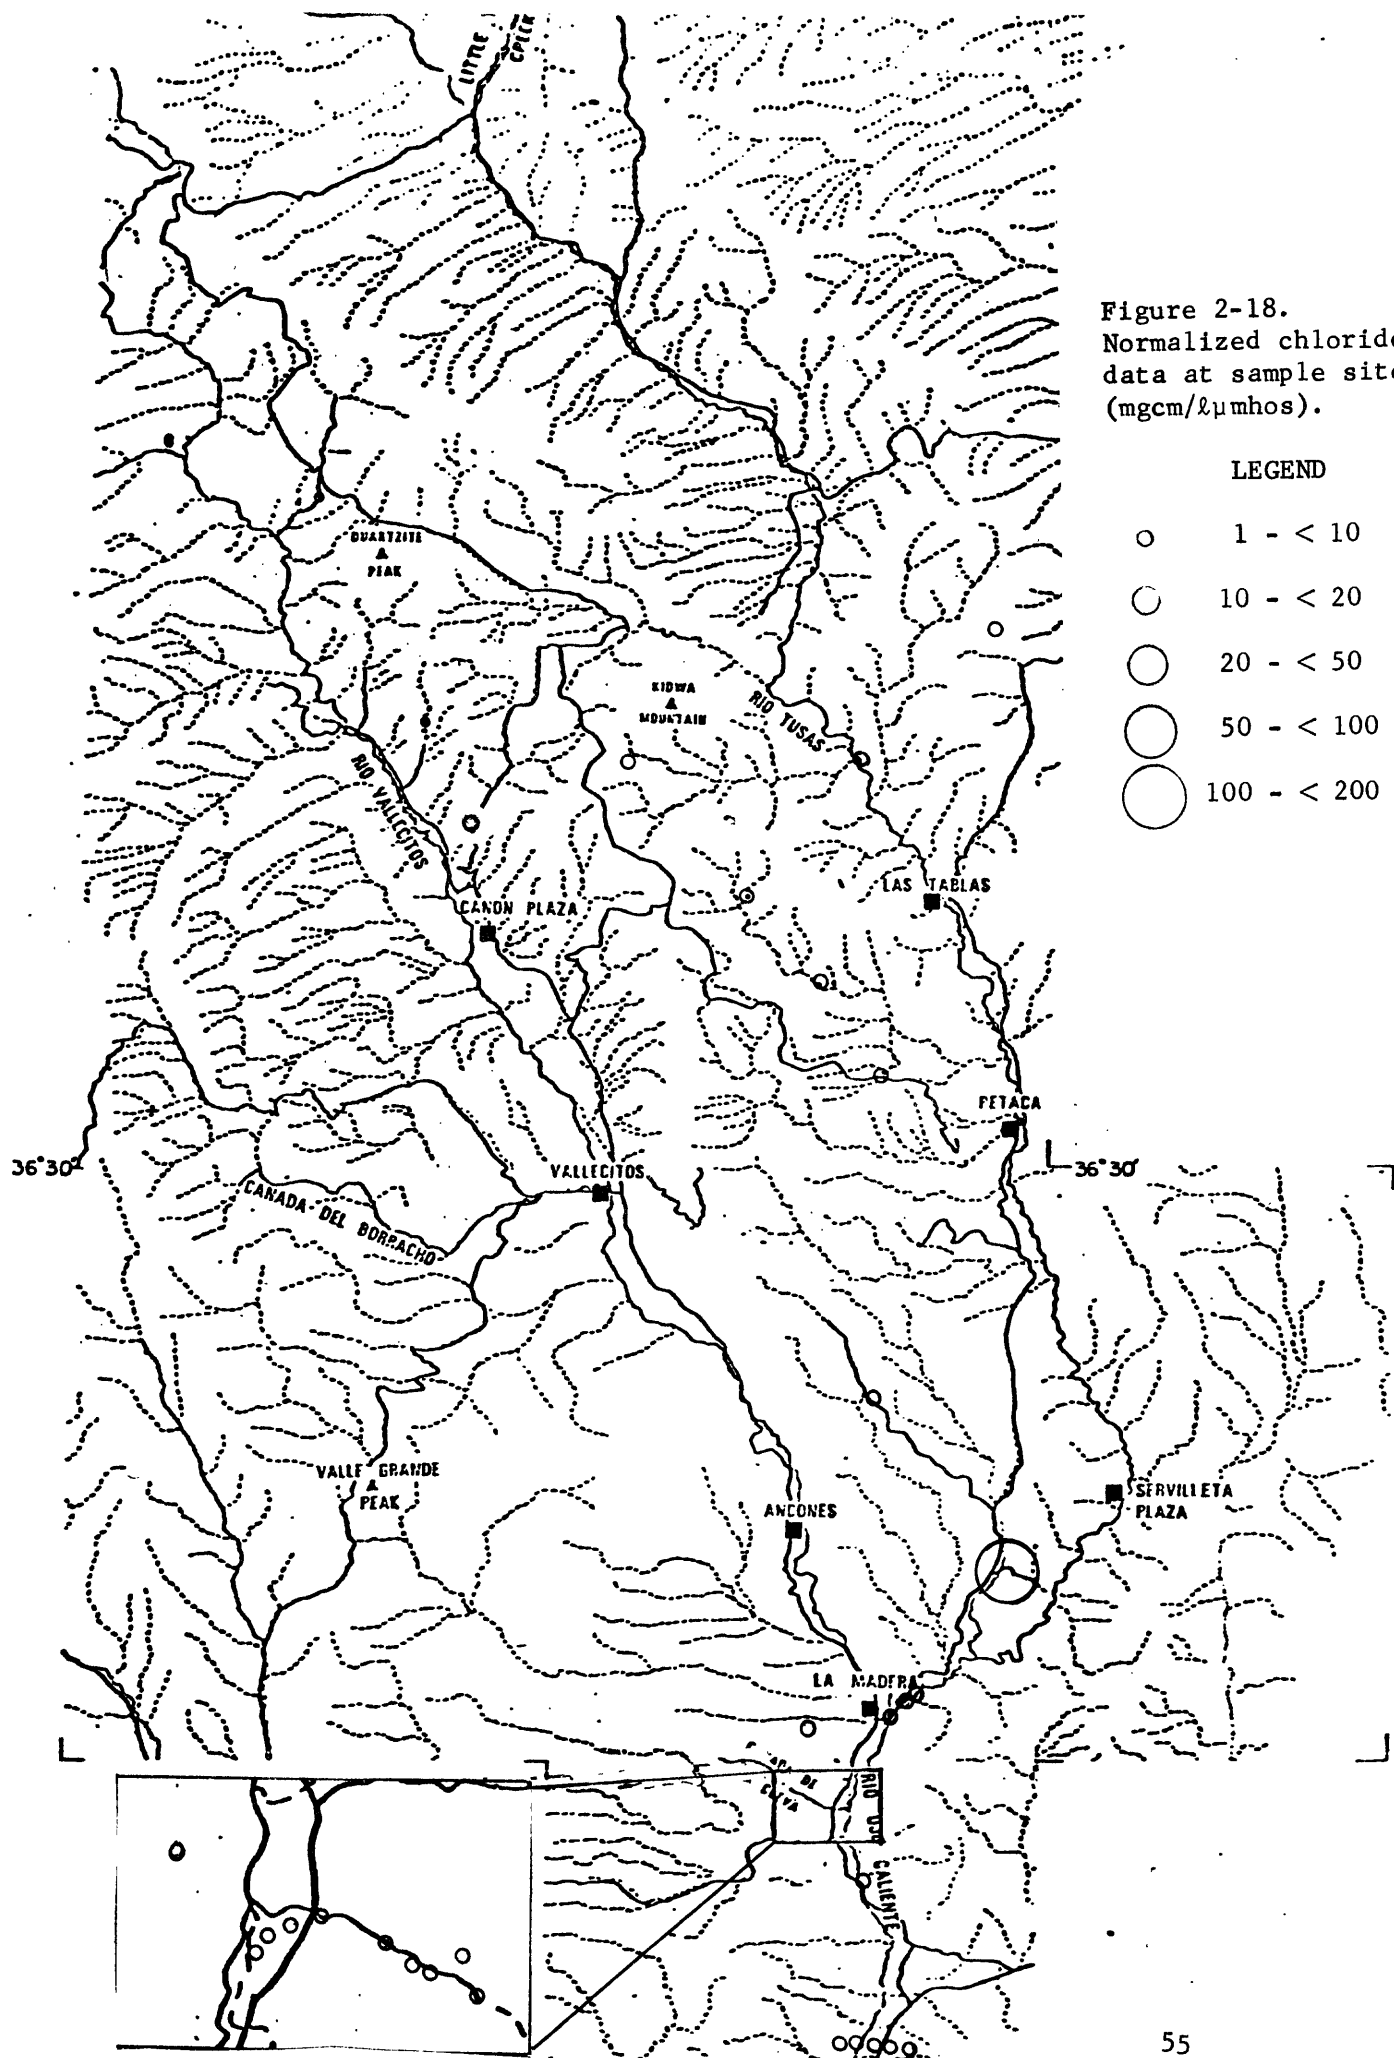 LITTLE
Figure 2-18.
Normalized chloride
data at sample site
(mgcm/ℓμmhos).
LEGEND
1 - < 10
10 - < 20
20 - < 50
50 - < 100
100 - < 200
QUARTZITE
PEAK
KIOWA
MOUNTAIN
RIO TUSAS
RIO VALLECITOS
LAS TABLAS
CANON PLAZA
PETACA
36°30'
36°30'
VALLECITOS
CANADA DEL BORRACHO
VALLE GRANDE
PEAK
SERVILLETA
PLAZA
ANCONES
LA MADERA
DE
RIO OJO
CALIENTE
55